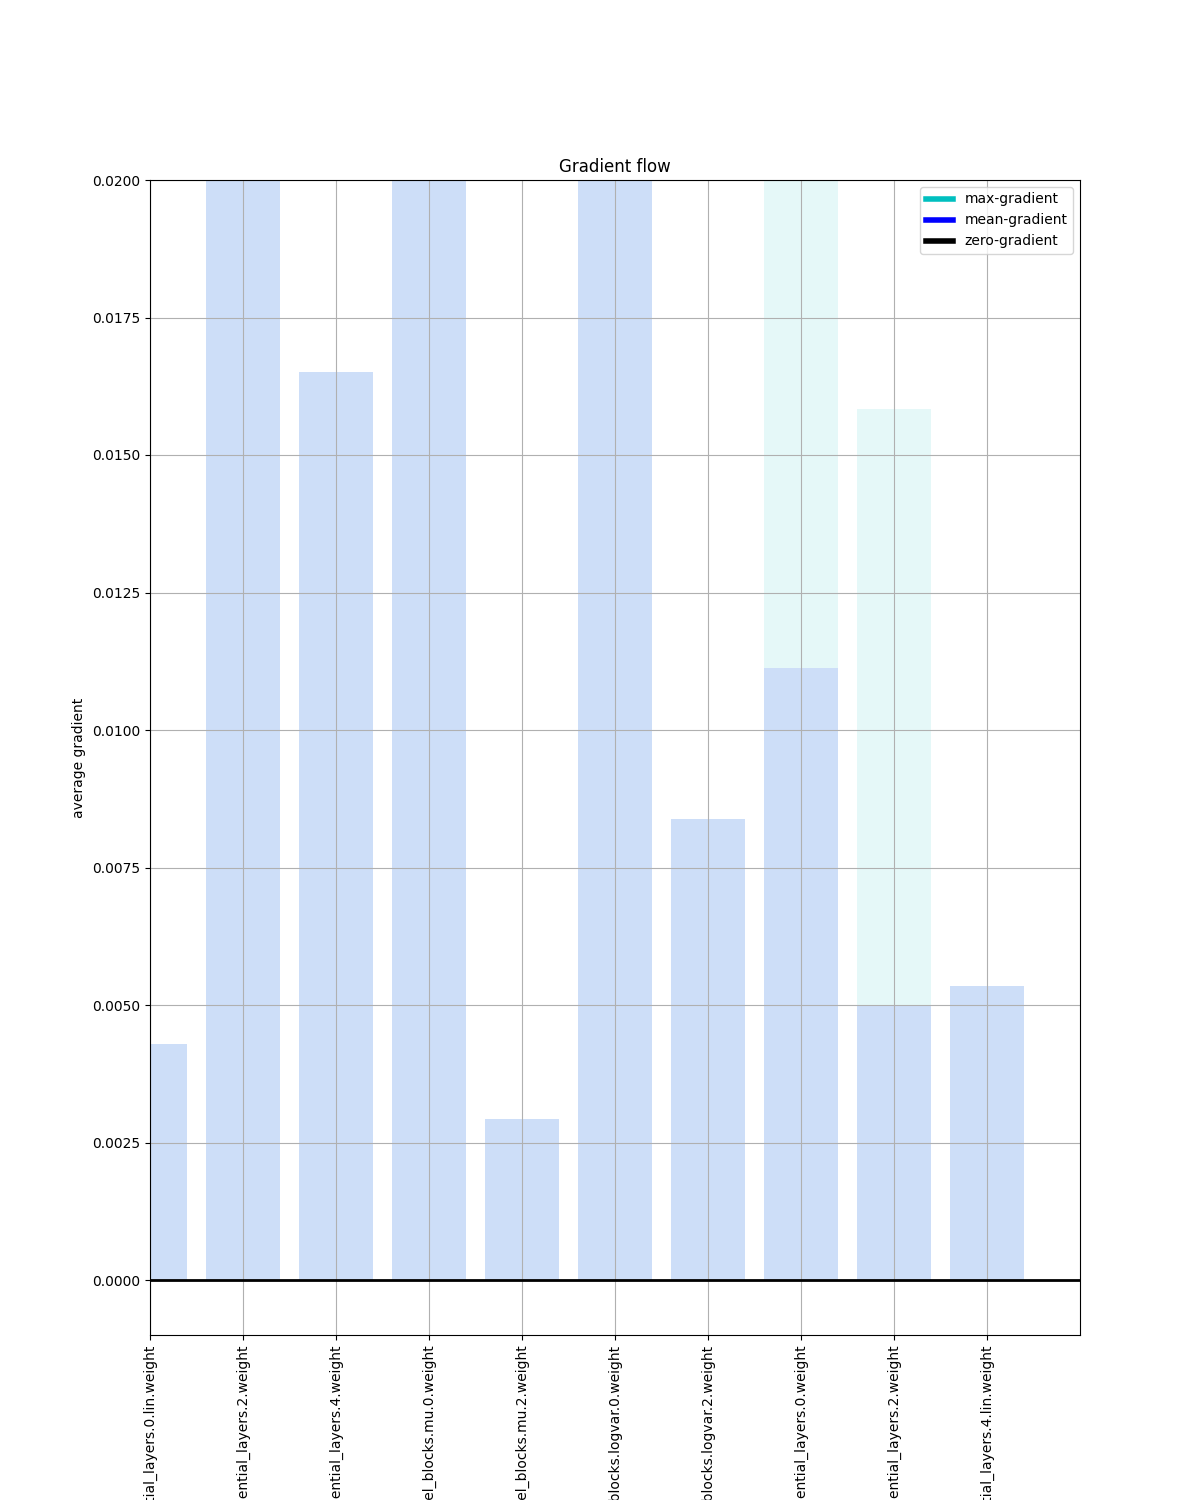 Gradient flow
max-gradient
mean-gradient
zero-gradient
0.0200
0.0175
0.0150
0.0125
0.0100
0.0075
0.0050
0.0025
0.0000
average gradient
tial_layers.0.lin.weight
ential_layers.2.weight
ential_layers.4.weight
el_blocks.mu.0.weight
el_blocks.mu.2.weight
blocks.logvar.0.weight
blocks.logvar.2.weight
ential_layers.0.weight
ential_layers.2.weight
tial_layers.4.lin.weight